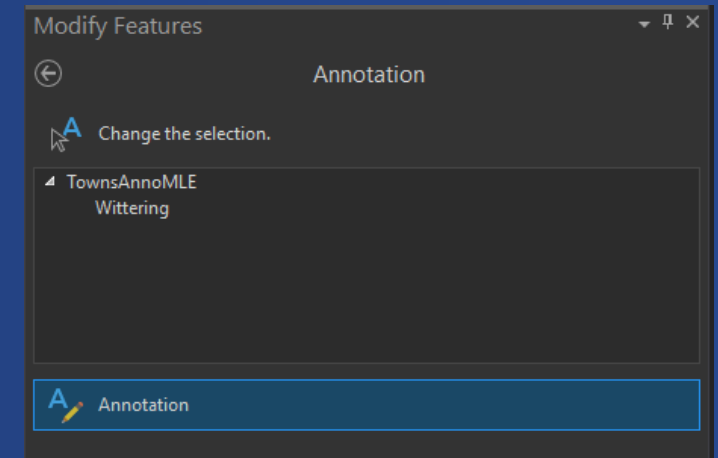 Modify Features
Annotation
Change the selection.
TownsAnnoMLE
Wittering
Annotation